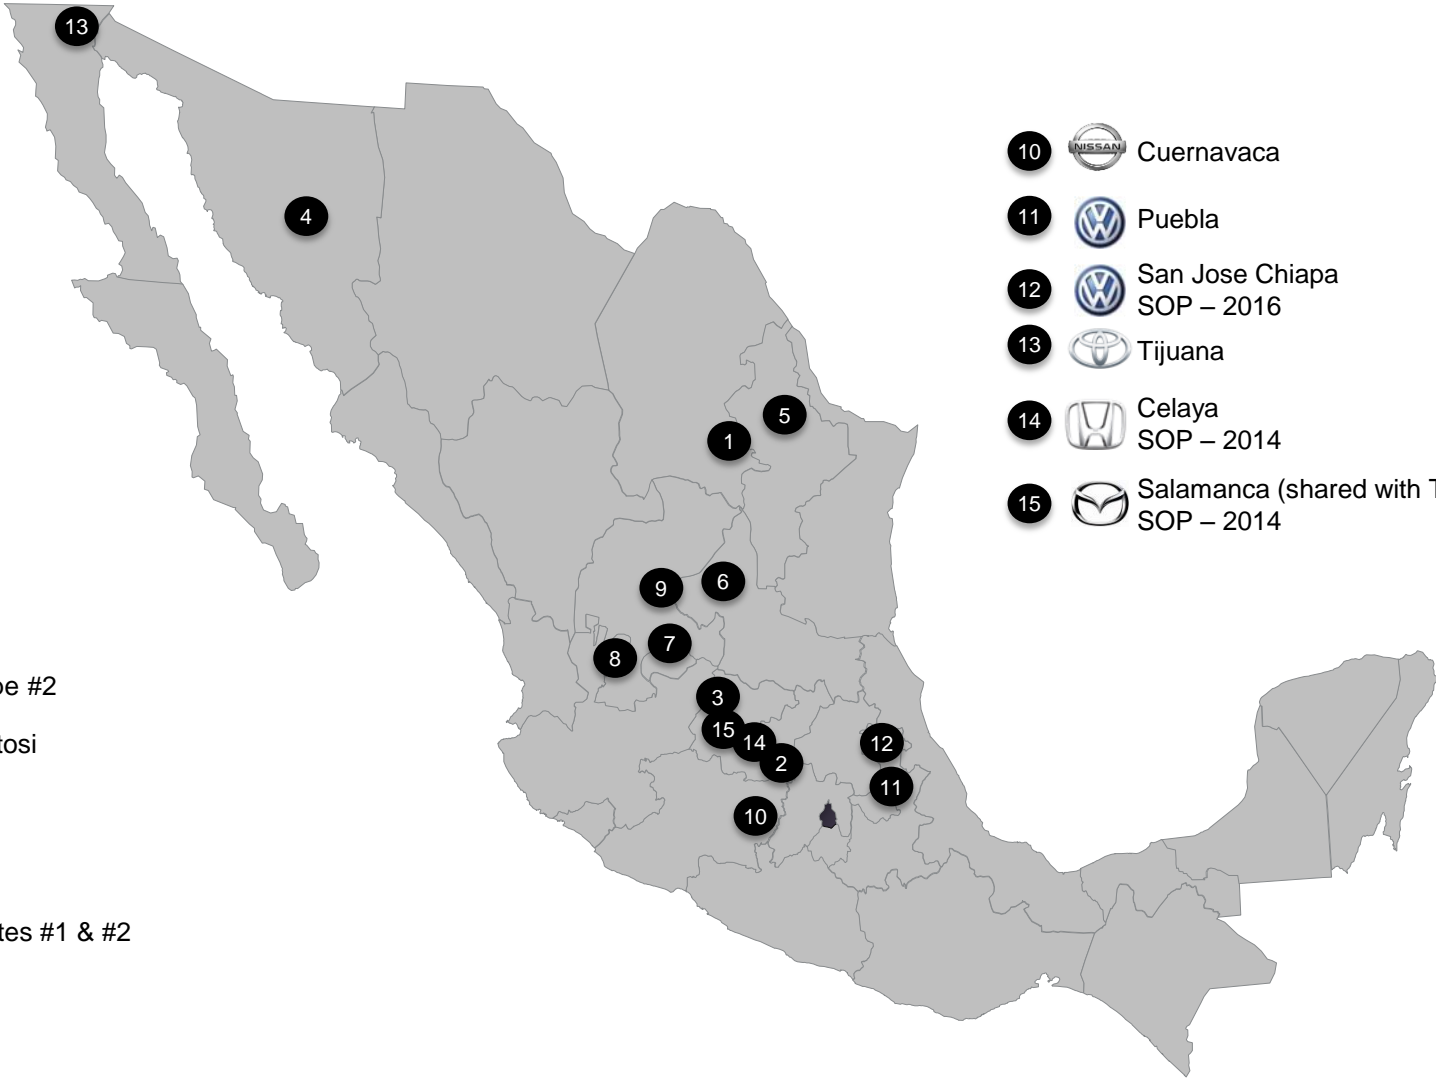 13
4
10 NISSAN Cuernavaca
11 Puebla
12 San Jose Chiapa
SOP – 2016
13 Tijuana
14 Celaya
SOP – 2014
15 Salamanca (shared with
SOP – 2014
5
1
6
9
7
8
3
15
14
2
12
11
10
#2
tosi
tes #1 & #2